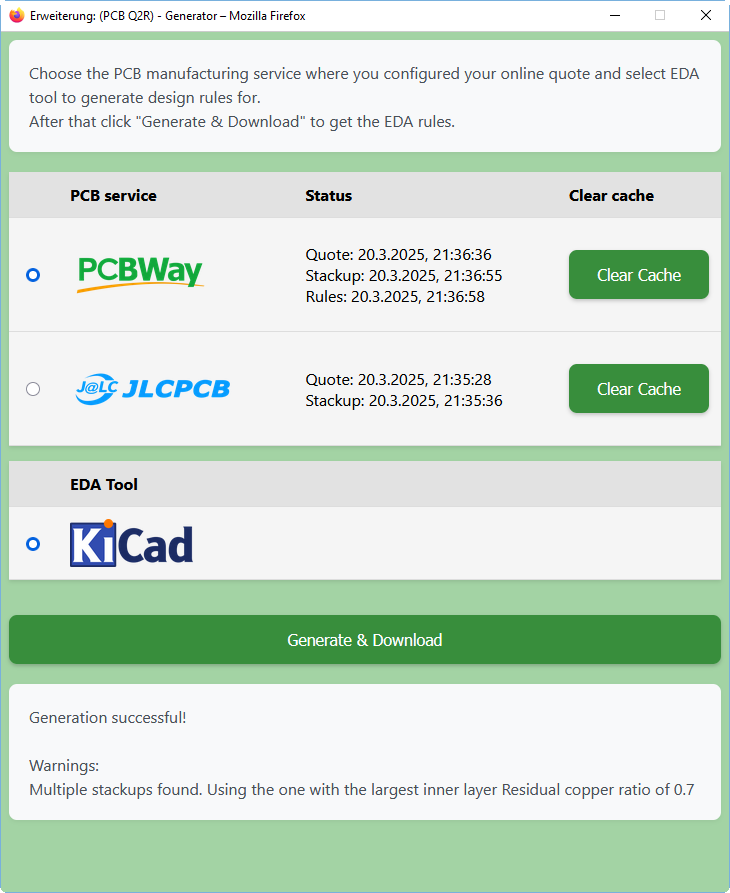 Erweiterung: (PCB Q2R) - Generator – Mozilla Firefox
Choose the PCB manufacturing service where you configured your online quote and select EDA
tool to generate design rules for.
After that click "Generate & Download" to get the EDA rules.
PCB service Status Clear cache
PCBWay
Quote: 20.3.2025, 21:36:36
Stackup: 20.3.2025, 21:36:55
Rules: 20.3.2025, 21:36:58
Clear Cache
J@LC JLCPCB
Quote: 20.3.2025, 21:35:28
Stackup: 20.3.2025, 21:35:36
Clear Cache
EDA Tool
KiCad
Generate & Download
Generation successful!
Warnings:
Multiple stackups found. Using the one with the largest inner layer Residual copper ratio of 0.7